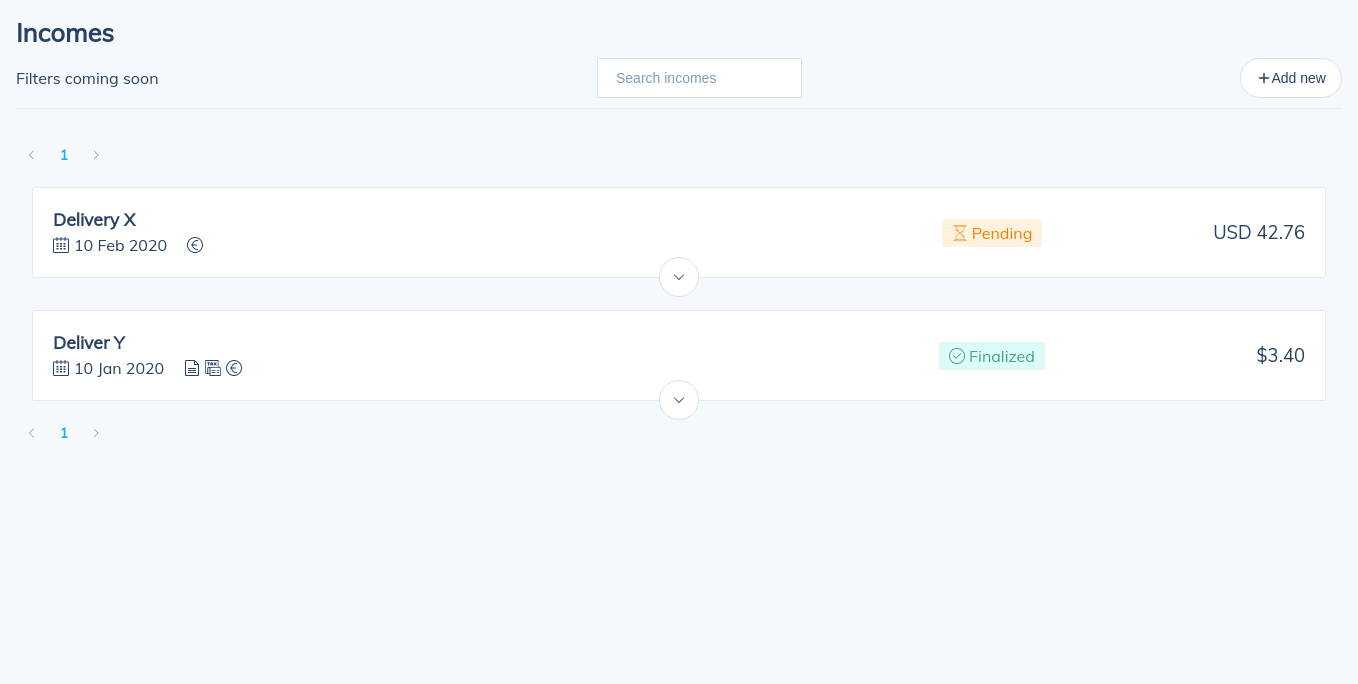 Incomes
Filters coming soon
Search incomes
+Add new
1
Delivery X
10 Feb 2020
Pending
USD 42.76
Deliver Y
10 Jan 2020
TAX
Finalized
$3.40
1